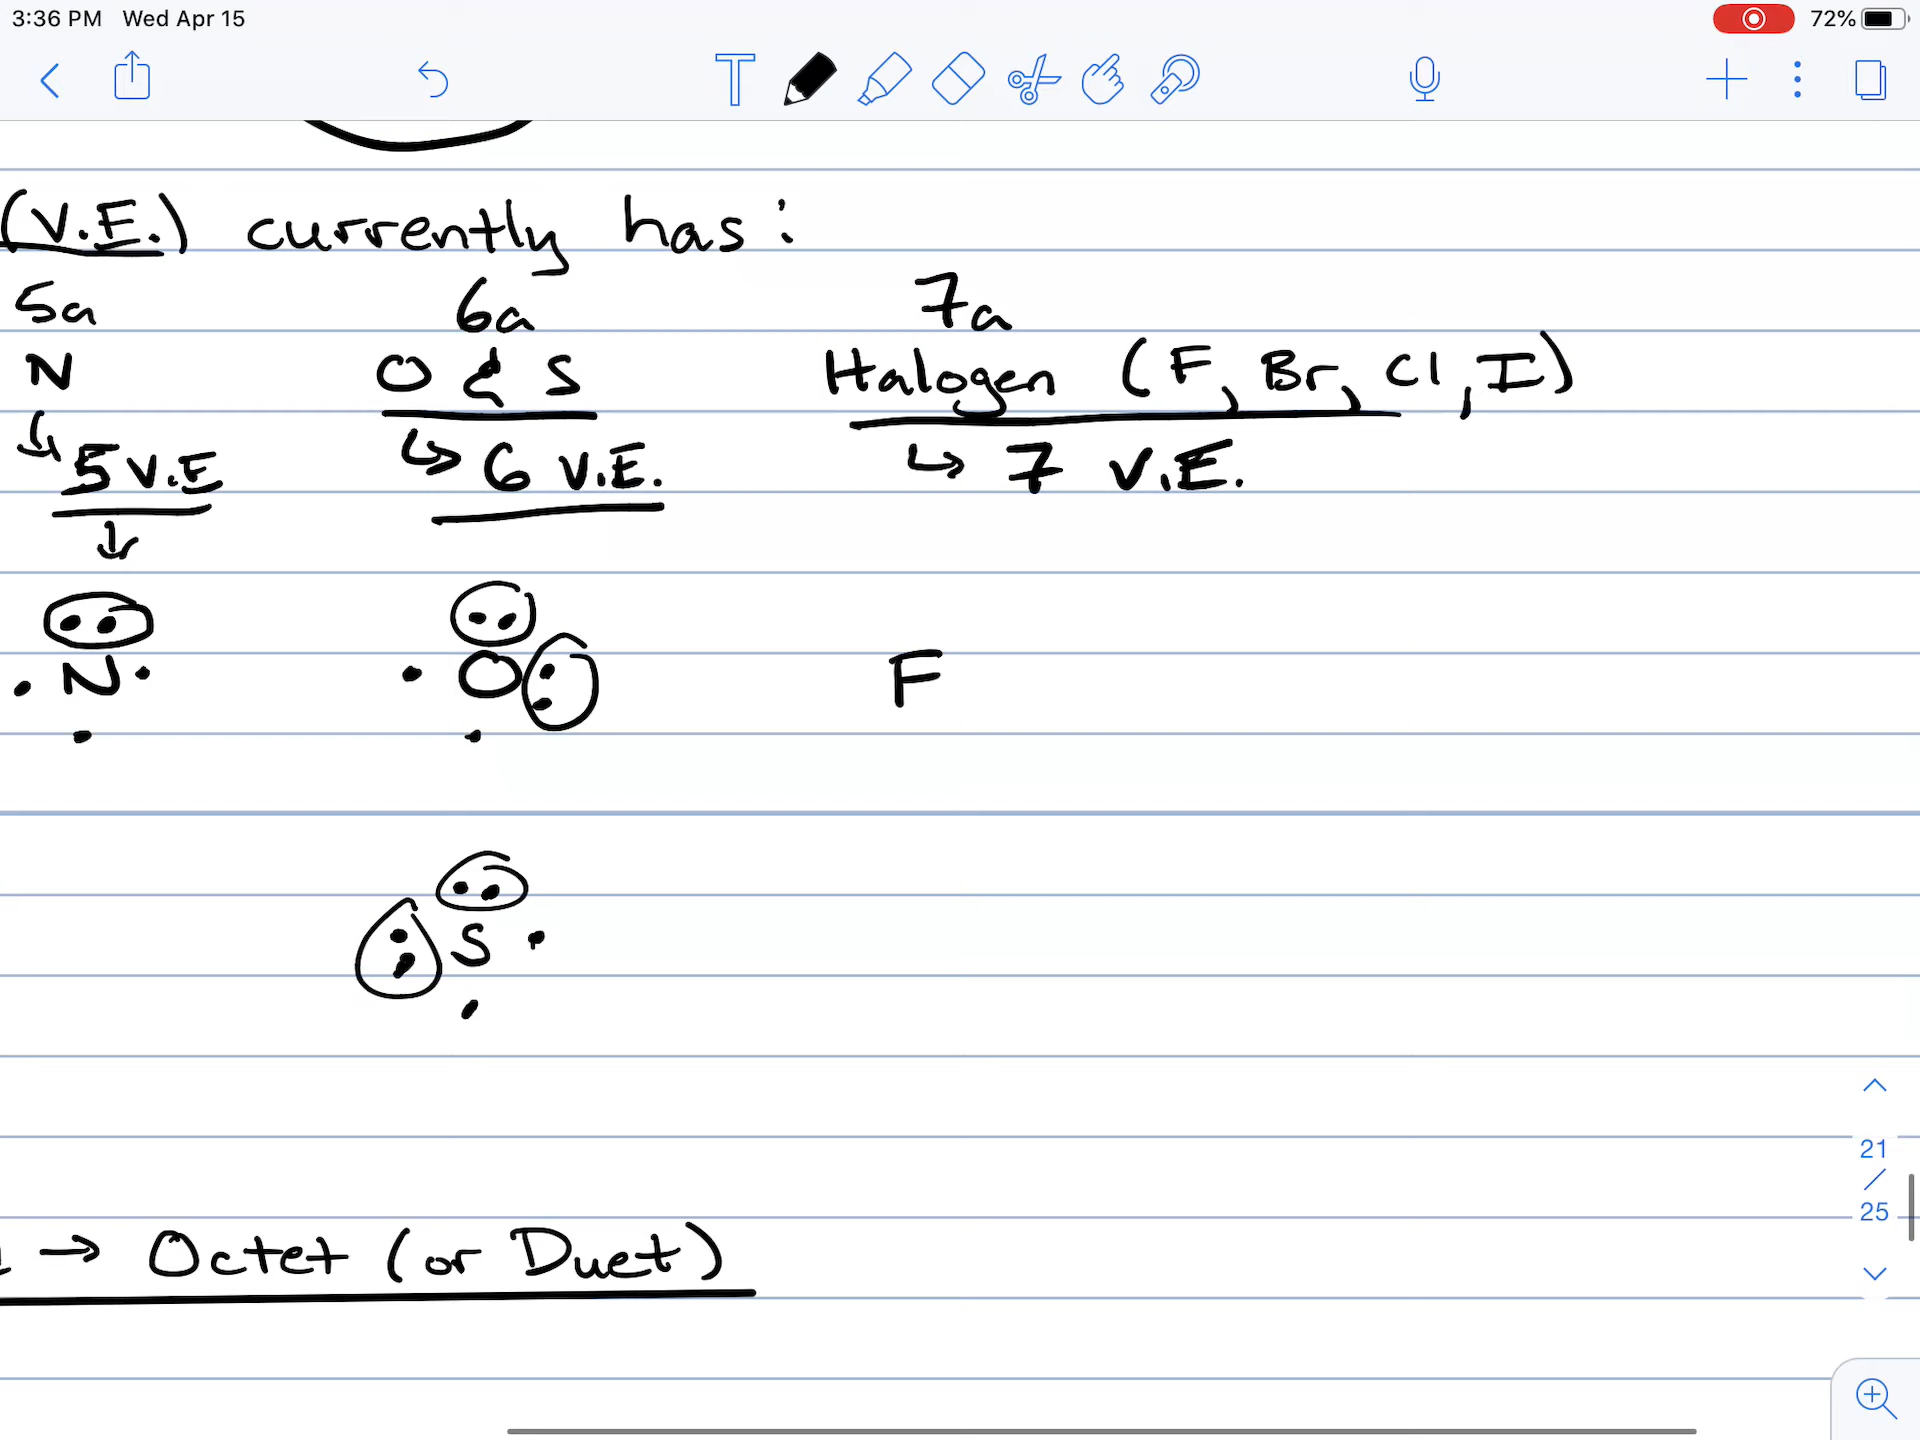 3:36 PM Wed Apr 15 72%
T
(V.E.) currently has:
5a 6a 7a
N O & S Halogen (F, Br, Cl, I)
↓ 5 V.E ↳ 6 V.E. ↳ 7 V.E.
↓
N O F
S
21
/
25
→ Octet (or Duet)